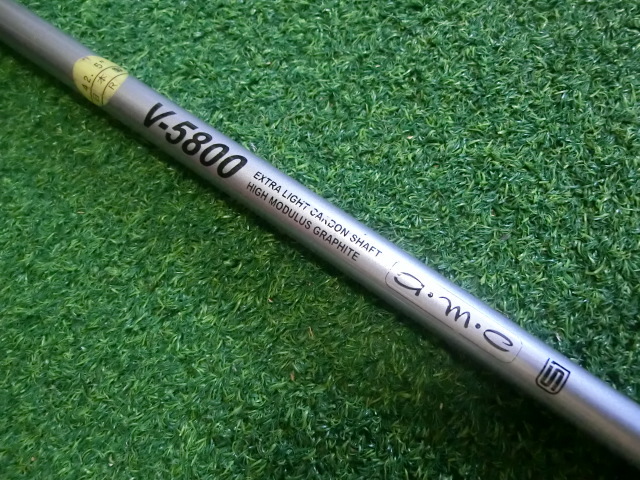 V-5800
EXTRA LIGHT CARBON SHAFT
HIGH MODULUS GRAPHITE
a.m.c